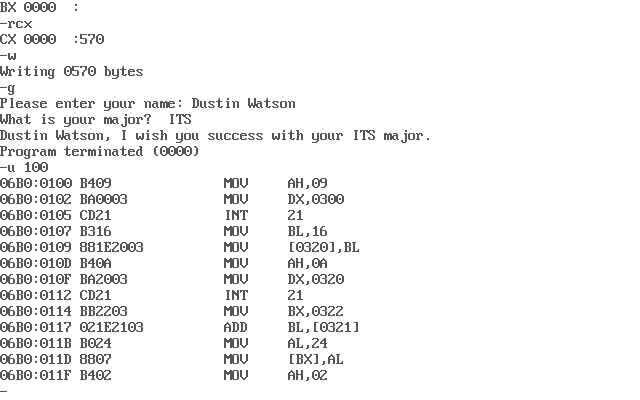 BX 0000  :
-rcx
CX 0000  :570
-w
Writing 0570 bytes
-g
Please enter your name: Dustin Watson
What is your major?  ITS
Dustin Watson, I wish you success with your ITS major.
Program terminated (0000)
-u 100
06B0:0100 B409              MOV     AH,09
06B0:0102 BA0003            MOV     DX,0300
06B0:0105 CD21              INT     21
06B0:0107 B316              MOV     BL,16
06B0:0109 881E2003          MOV     [0320],BL
06B0:010D B40A              MOV     AH,0A
06B0:010F BA2003            MOV     DX,0320
06B0:0112 CD21              INT     21
06B0:0114 BB2203            MOV     BX,0322
06B0:0117 021E2103          ADD     BL,[0321]
06B0:011B B024              MOV     AL,24
06B0:011D 8807              MOV     [BX],AL
06B0:011F B402              MOV     AH,02
-